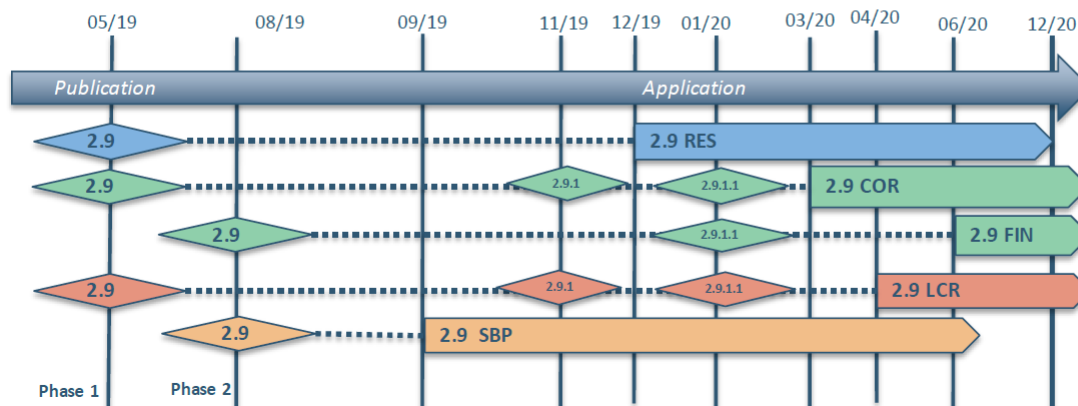 05/19 08/19 09/19 11/19 12/19 01/20 03/20 04/20 06/20 12/20
Publication Application
2.9 2.9 RES
2.9 2.9.1 2.9.1.1 2.9 COR
2.9 2.9.1.1 2.9 FIN
2.9 2.9.1 2.9.1.1 2.9 LCR
2.9 2.9 SBP
Phase 1 Phase 2